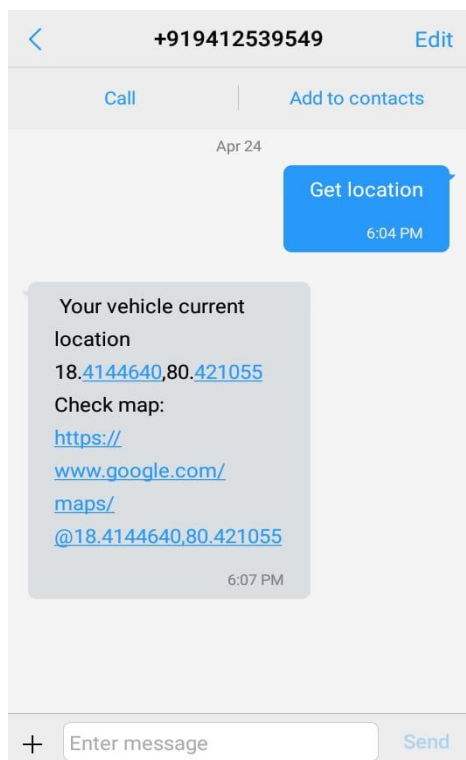 +919412539549 Edit
Call Add to contacts
Apr 24
Get location
6:04 PM
Your vehicle current
location
18.4144640,80.421055
Check map:
https://
www.google.com/
maps/
@18.4144640,80.421055
6:07 PM
+ Enter message Send